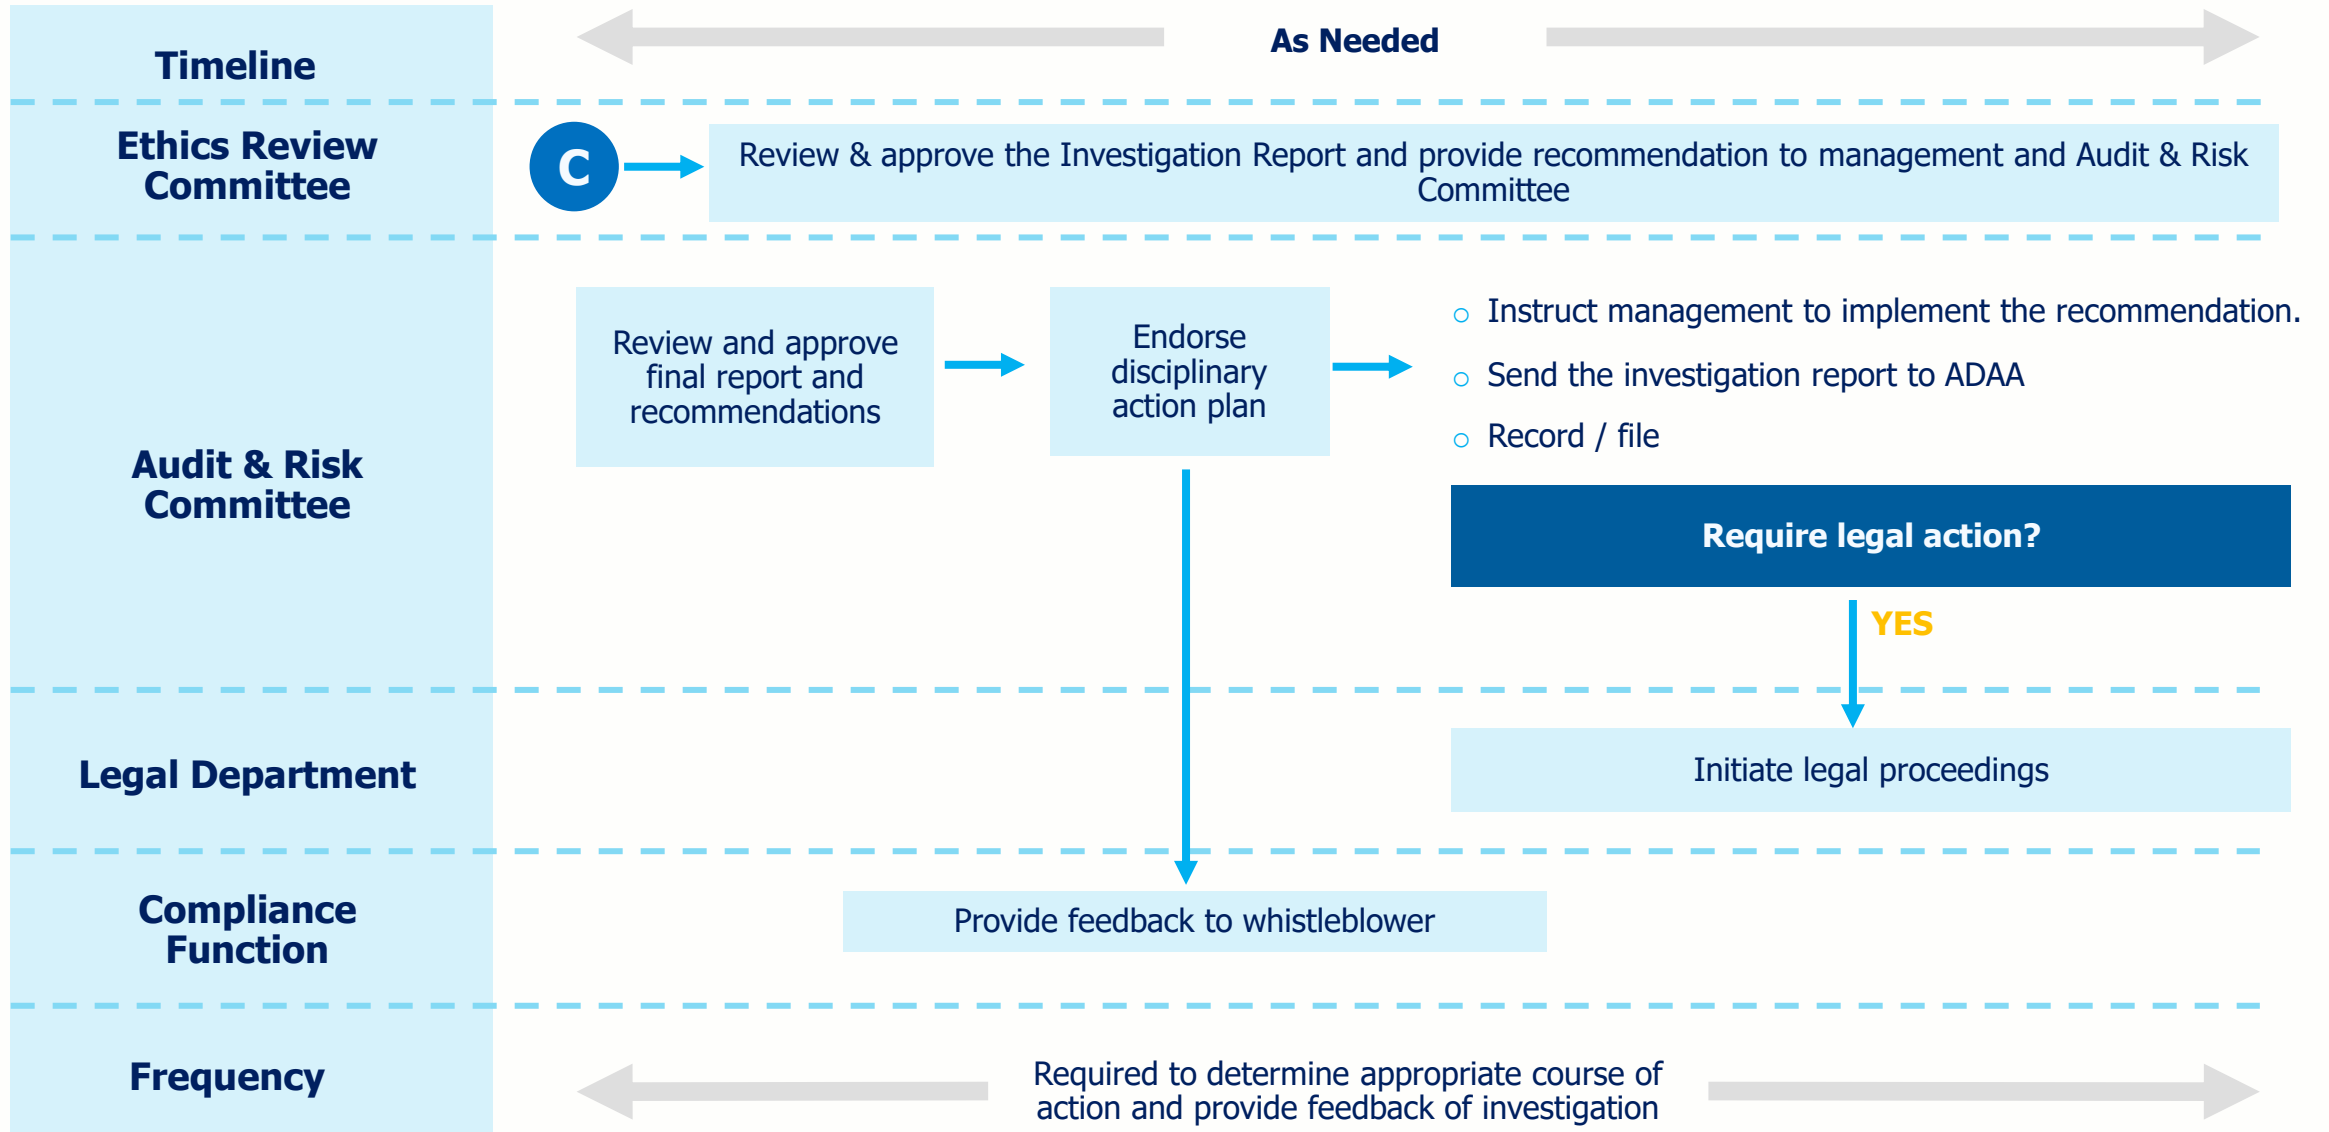 Timeline
As Needed
Ethics Review
Committee
C
Review & approve the Investigation Report and provide recommendation to management and Audit & Risk
Committee
Audit & Risk
Committee
Review and approve
final report and
recommendations
Endorse
disciplinary
action plan
o Instruct management to implement the recommendation.
o Send the investigation report to ADAA
o Record / file
Require legal action?
YES
Legal Department
Initiate legal proceedings
Compliance
Function
Provide feedback to whistleblower
Frequency
Required to determine appropriate course of
action and provide feedback of investigation